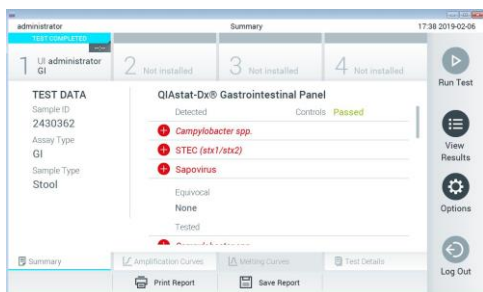 administrator
Summary
17:38 2019-02-06
TEST COMPLETED
1 UI administrator
GI
2 Not installed
3 Not installed
4 Not installed
Run Test
TEST DATA
Sample ID
2430362
Assay Type
GI
Sample Type
Stool
QIAstat-Dx® Gastrointestinal Panel
Detected
Controls Passed
Campylobacter spp.
STEC (stx1/stx2)
Sapovirus
Equivocal
None
Tested
View
Results
Options
Log Out
Summary
Amplification Curves
Melting Curves
Test Details
Print Report
Save Report